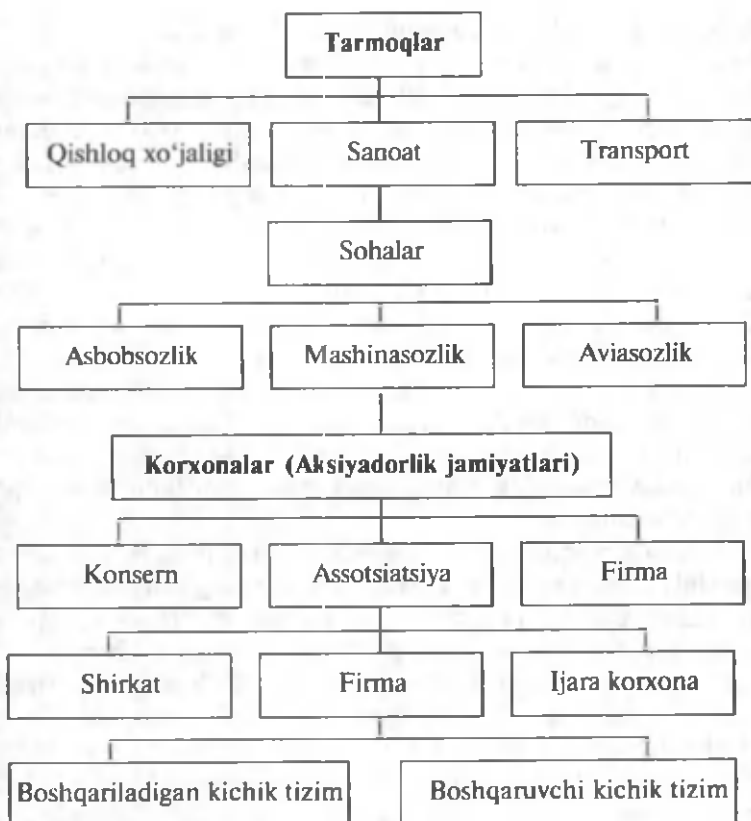 Tarmoqlar
Qishloq xo‘jaligi
Sanoat
Transport
Sohalar
Asbobsozlik
Mashinasozlik
Aviasozlik
Korxonalar (Aksiyadorlik jamiyatlari)
Konsern
Assotsiatsiya
Firma
Shirkat
Firma
Ijara korxona
Boshqariladigan kichik tizim
Boshqaruvchi kichik tizim